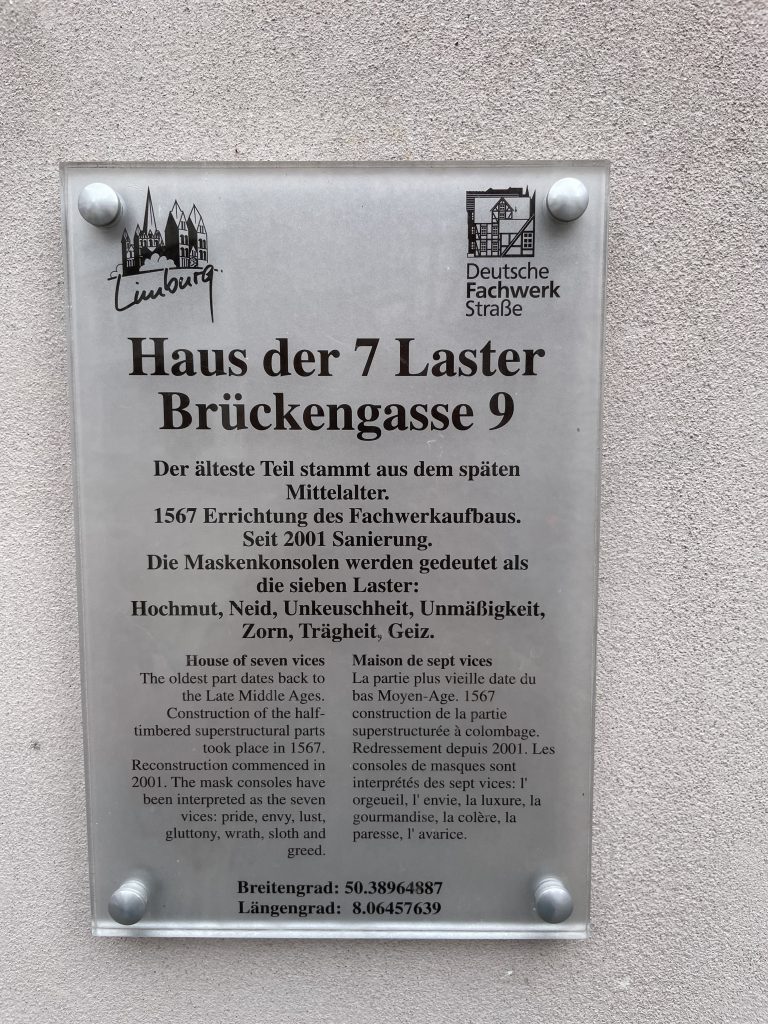 Limburg
Deutsche
Fachwerk
Straße
Haus der 7 Laster
Brückengasse 9
Der älteste Teil stammt aus dem späten
Mittelalter.
1567 Errichtung des Fachwerkaufbaus.
Seit 2001 Sanierung.
Die Maskenkonsolen werden gedeutet als
die sieben Laster:
Hochmut, Neid, Unkeuschheit, Unmäßigkeit,
Zorn, Trägheit, Geiz.
House of seven vices
The oldest part dates back to
the Late Middle Ages.
Construction of the half-
timbered superstructural parts
took place in 1567.
Reconstruction commenced in
2001. The mask consoles have
been interpreted as the seven
vices: pride, envy, lust,
gluttony, wrath, sloth and
greed.
Maison de sept vices
La partie plus vieille date du
bas Moyen-Age. 1567
construction de la partie
superstructurée à colombage.
Redressement depuis 2001. Les
consoles de masques sont
interprétés des sept vices: l'
orgeueil, l' envie, la luxure, la
gourmandise, la colère, la
paresse, l' avarice.
Breitengrad: 50.38964887
Längengrad: 8.06457639